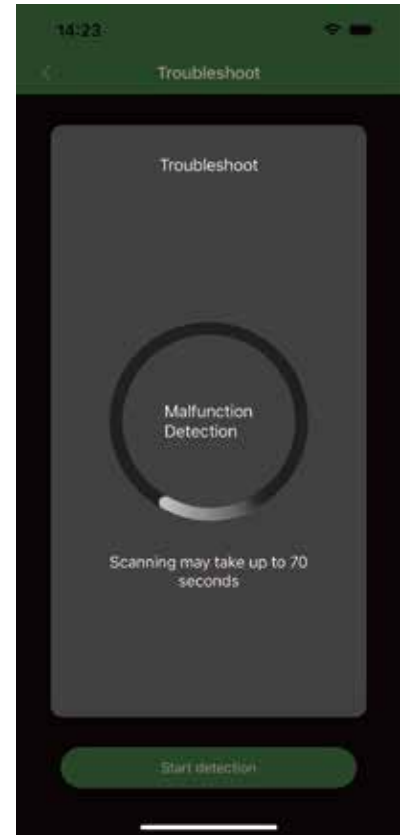 14:23
Troubleshoot
Troubleshoot
Malfunction
Detection
Scanning may take up to 70
seconds
Start detection